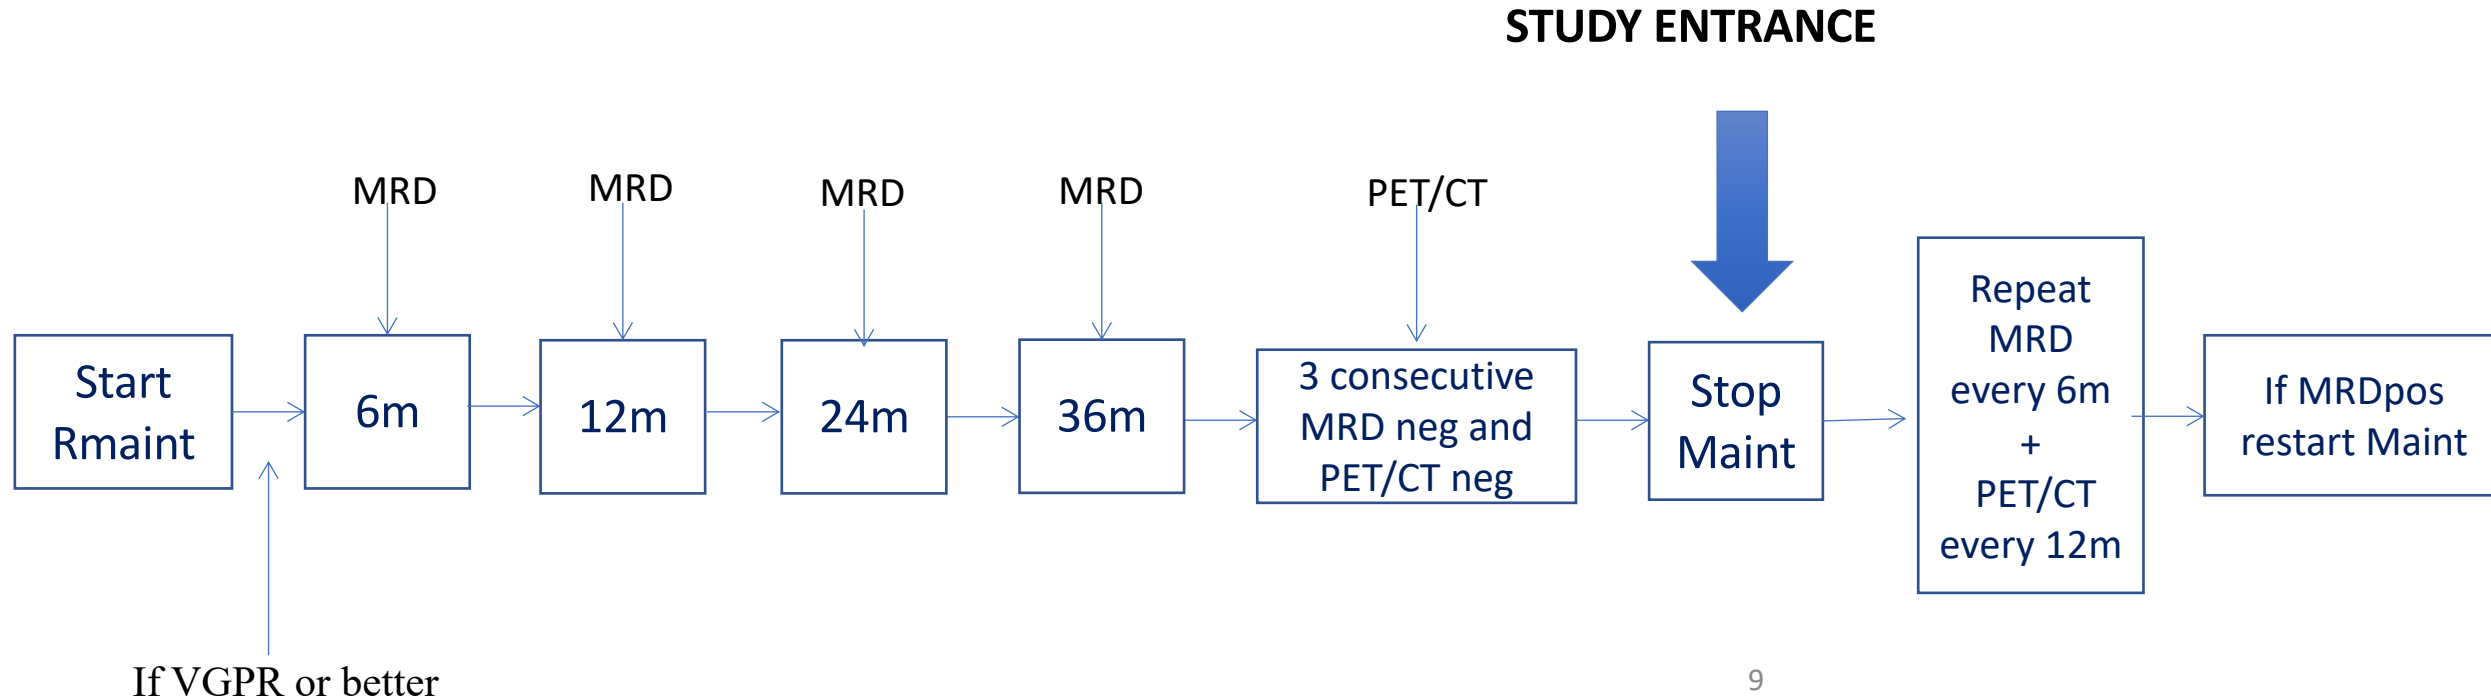 STUDY ENTRANCE
MRD
MRD
MRD
MRD
PET/CT
Start
Rmaint
6m
12m
24m
36m
3 consecutive
MRD neg and
PET/CT neg
Stop
Maint
Repeat
MRD
every 6m
+
PET/CT
every 12m
If MRDpos
restart Maint
If VGPR or better
9